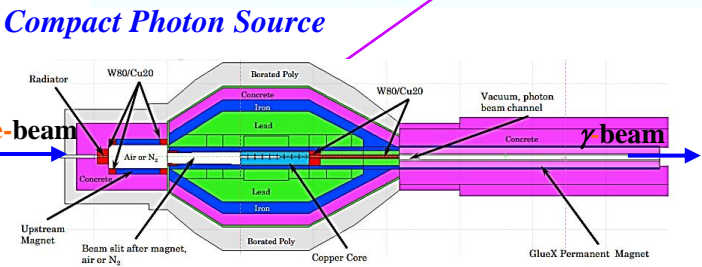 Compact Photon Source
Borated Poly
W80/Cu20
Radiator
W80/Cu20
Concrete
Vacuum, photon
beam channel
Iron
Lead
-beam
Concrete
γ-beam
Air or N₂
Concrete
Lead
Iron
Upstream
Magnet
Borated Poly
Beam slit after magnet,
air or N₂
Copper Core
GlueX Permanent Magnet